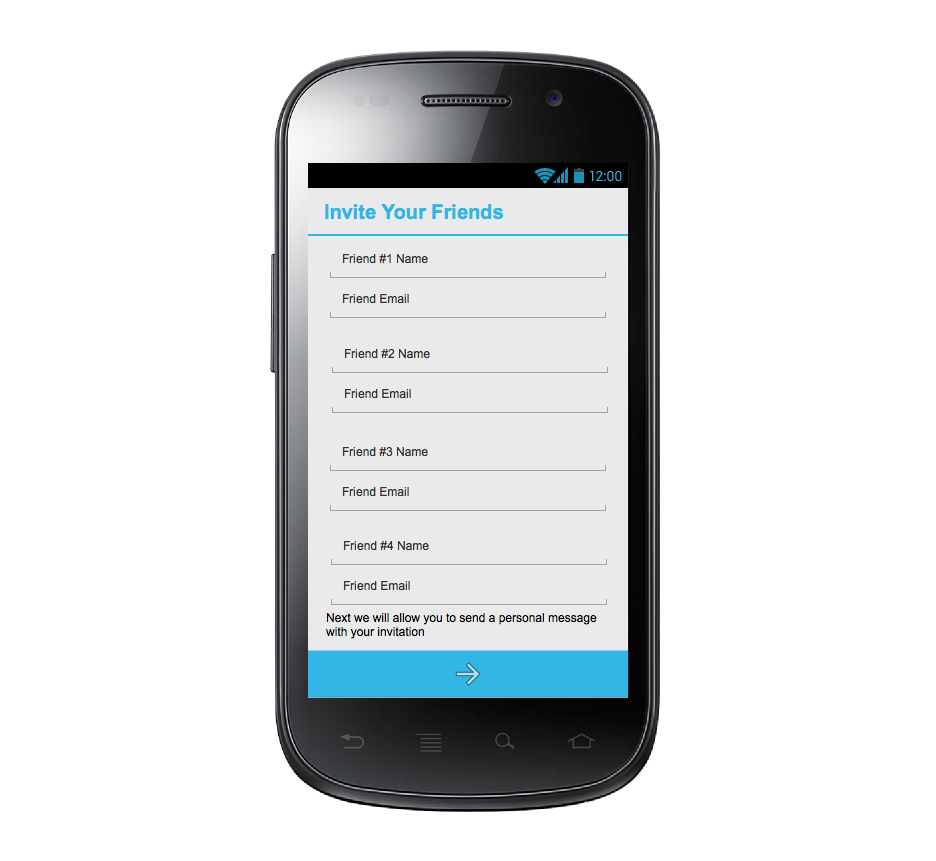 12:00
Invite Your Friends
Friend #1 Name
Friend Email
Friend #2 Name
Friend Email
Friend #3 Name
Friend Email
Friend #4 Name
Friend Email
Next we will allow you to send a personal message
with your invitation